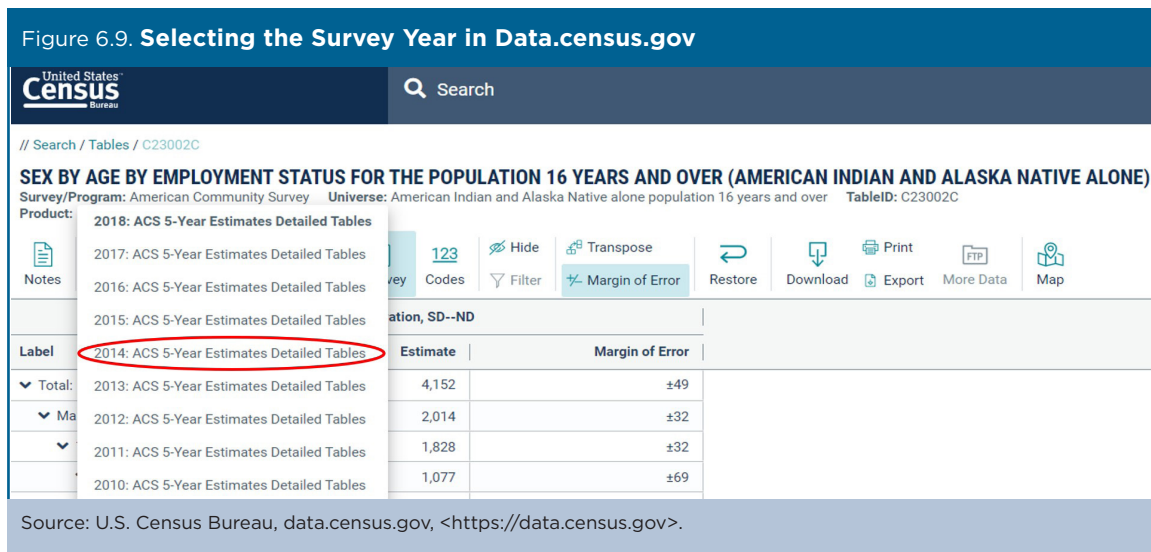 Figure 6.9. Selecting the Survey Year in Data.census.gov
United States™
Census
Bureau
Search
// Search / Tables / C23002C
SEX BY AGE BY EMPLOYMENT STATUS FOR THE POPULATION 16 YEARS AND OVER (AMERICAN INDIAN AND ALASKA NATIVE ALONE)
Survey/Program: American Community Survey Universe: American Indian and Alaska Native alone population 16 years and over TableID: C23002C
Product:
2018: ACS 5-Year Estimates Detailed Tables
2017: ACS 5-Year Estimates Detailed Tables
2016: ACS 5-Year Estimates Detailed Tables
2015: ACS 5-Year Estimates Detailed Tables
2014: ACS 5-Year Estimates Detailed Tables
2013: ACS 5-Year Estimates Detailed Tables
2012: ACS 5-Year Estimates Detailed Tables
2011: ACS 5-Year Estimates Detailed Tables
2010: ACS 5-Year Estimates Detailed Tables
Notes
vey
123 Codes
Hide
Filter
Transpose
Margin of Error
Restore
Download
Print
Export
FTP More Data
Map
ation, SD--ND
Label Estimate Margin of Error
Total: 4,152 ±49
Ma 2,014 ±32
1,828 ±32
1,077 ±69
Source: U.S. Census Bureau, data.census.gov, <https://data.census.gov>.